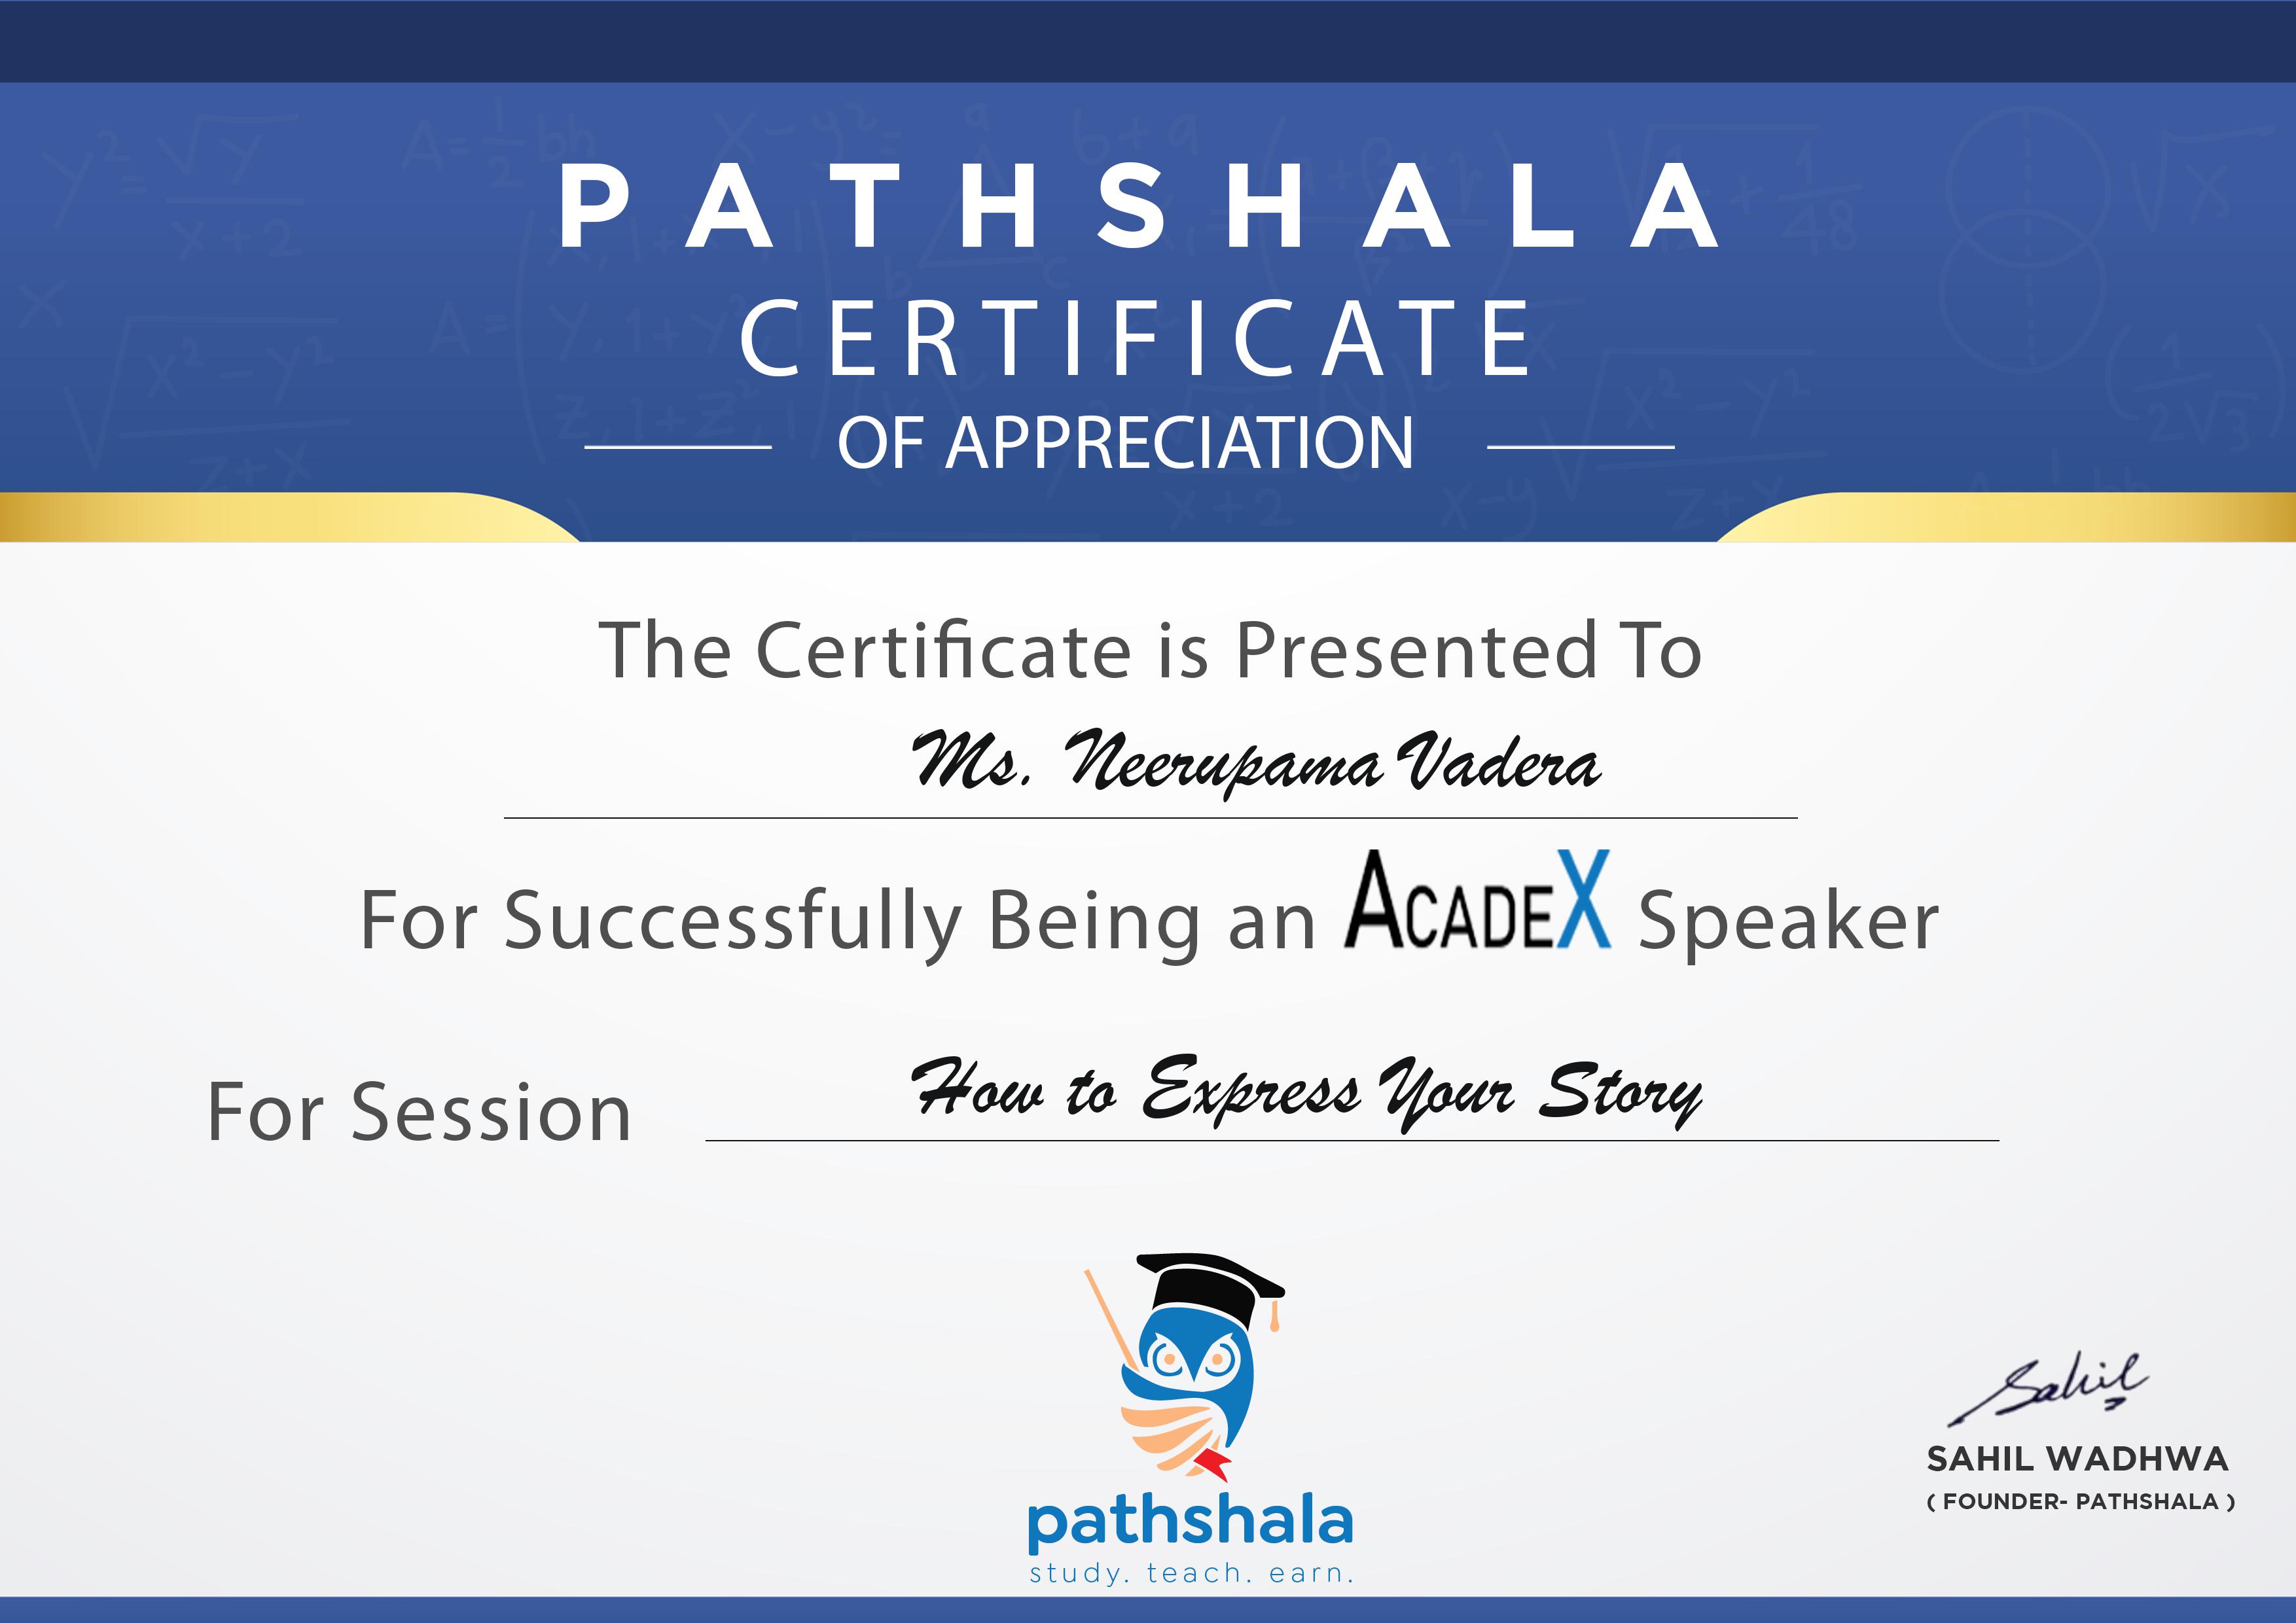 PATHSHALA
CERTIFICATE
OF APPRECIATION
The Certificate is Presented To
Ms. Neerupama Vadera
For Successfully Being an ACADEX Speaker
For Session How to Express Your Story
Sahil
SAHIL WADHWA
( FOUNDER- PATHSHALA )
pathshala
study. teach. earn.